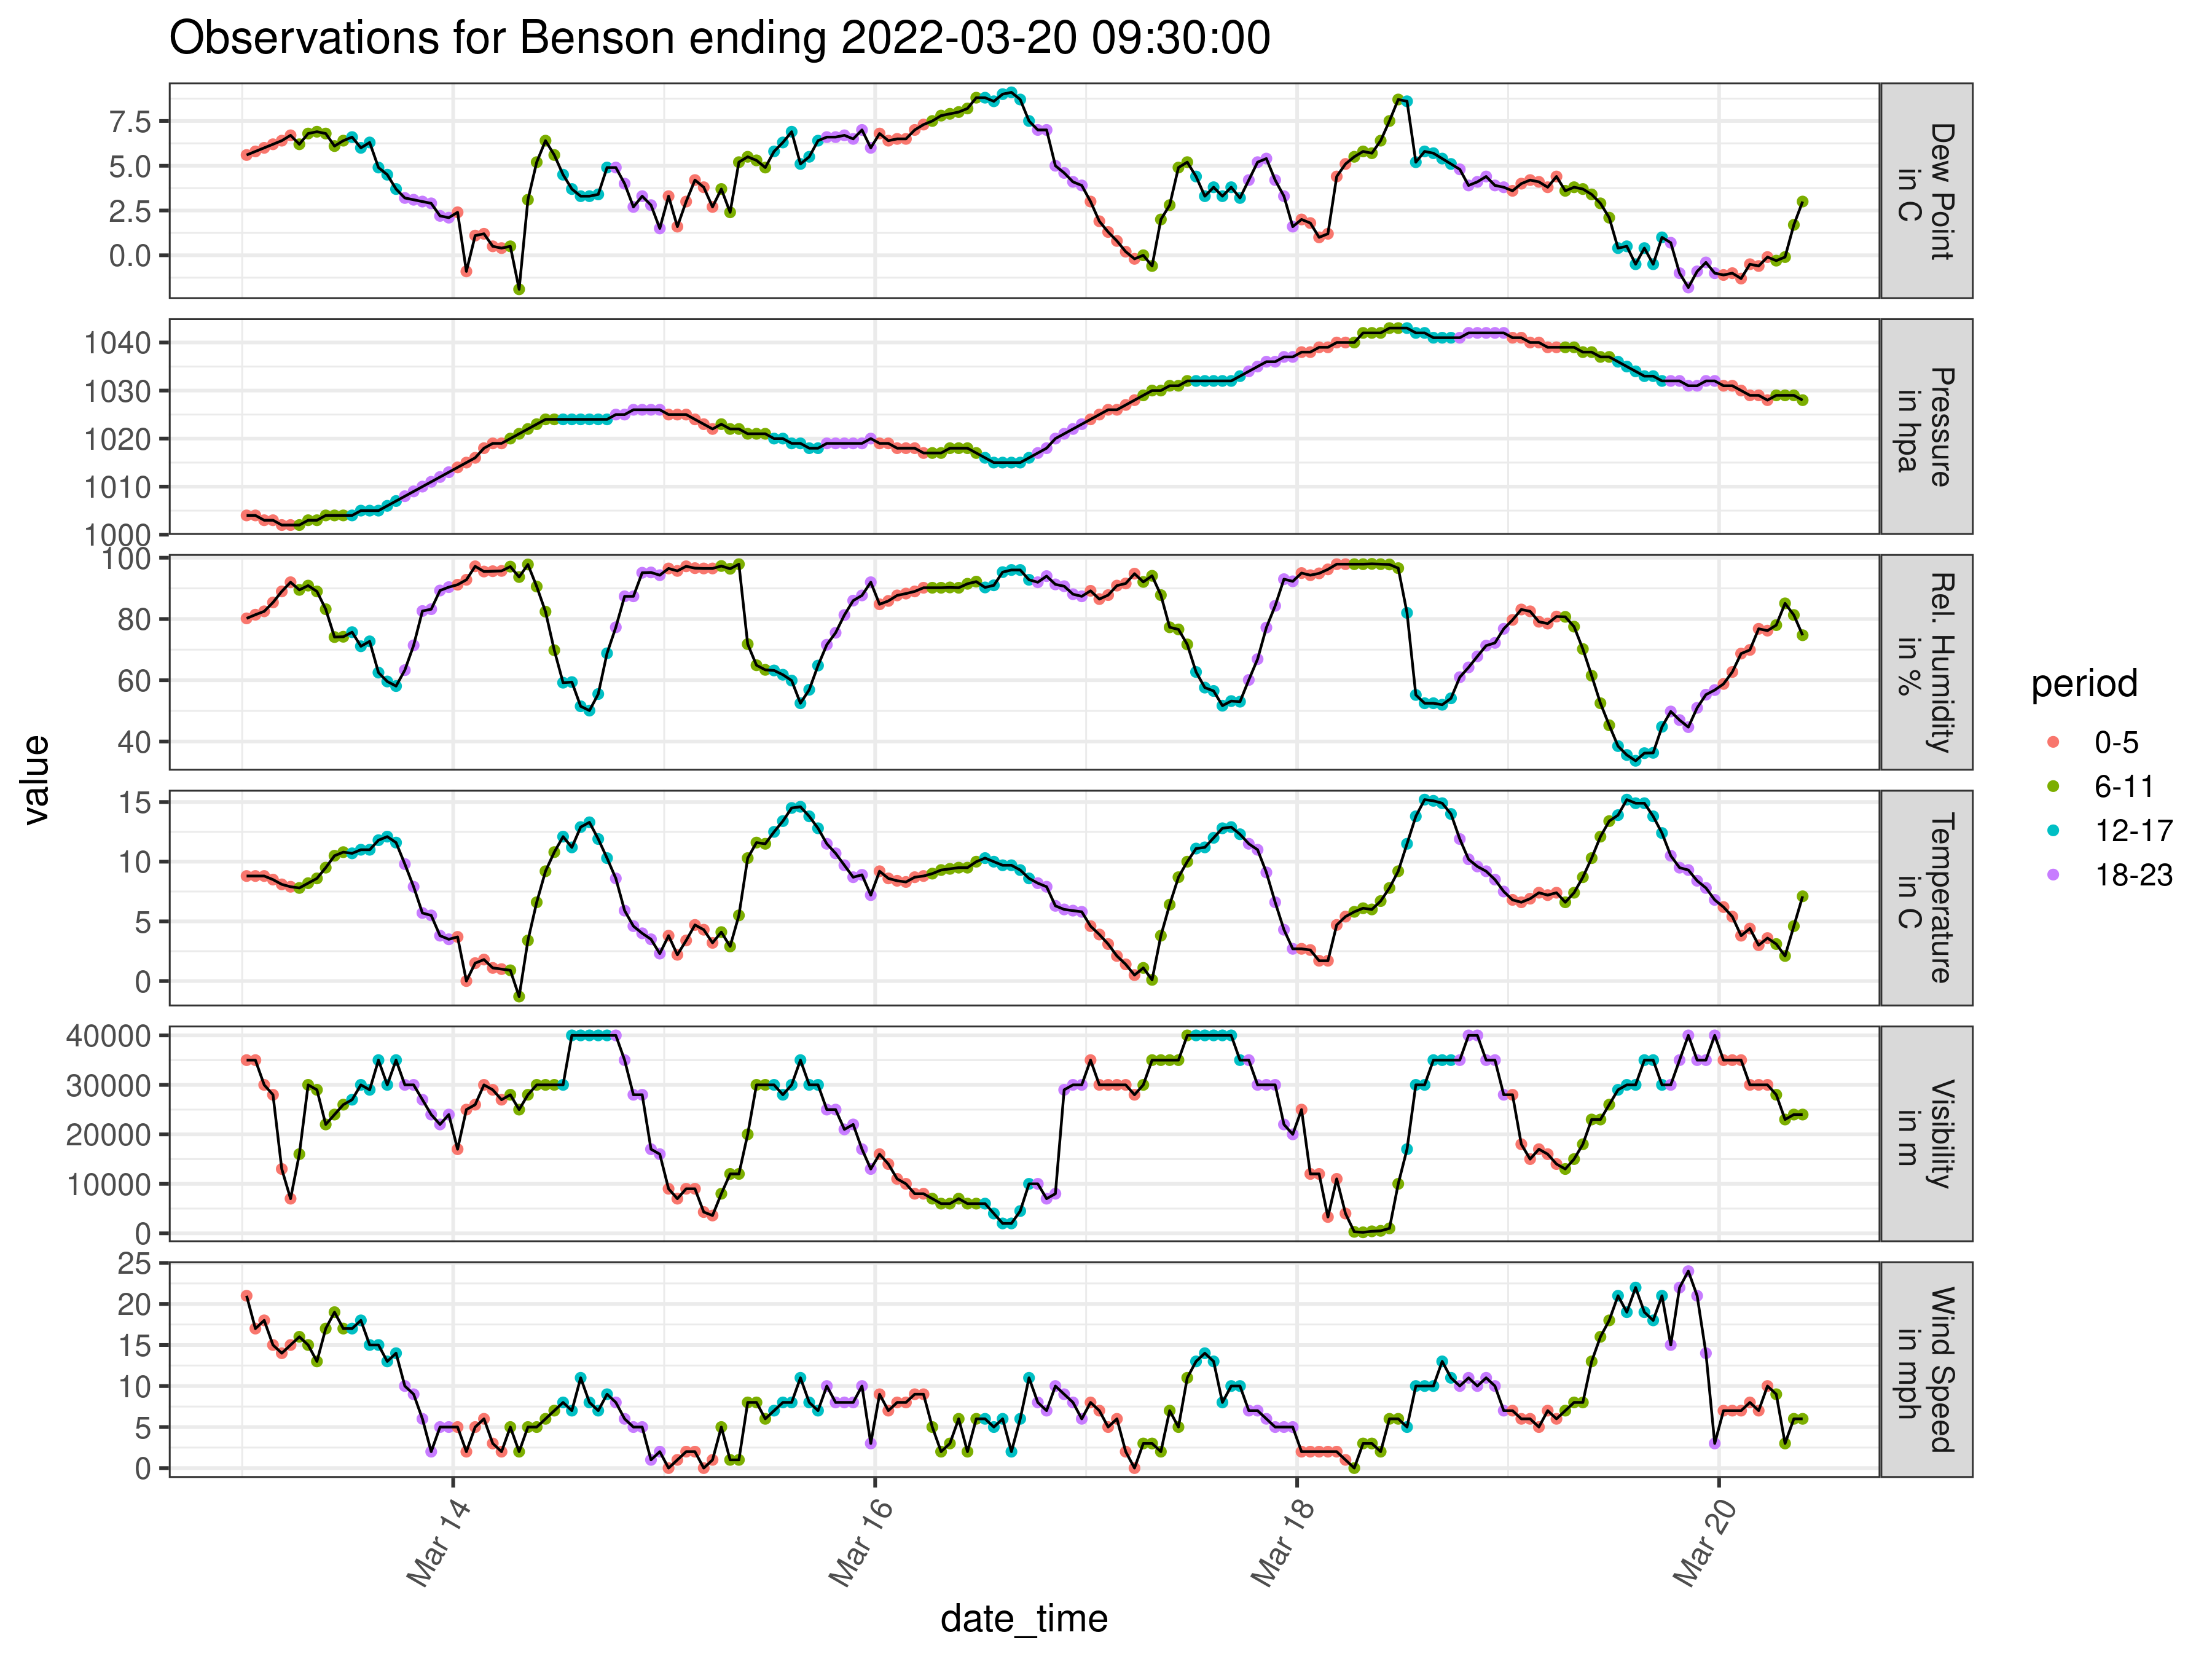 Observations for Benson ending 2022-03-20 09:30:00
value
7.5
5.0
2.5
0.0
Dew Point
in C
1040
1030
1020
1010
1000
Pressure
in hpa
100
80
60
40
Rel. Humidity
in %
15
10
5
0
Temperature
in C
40000
30000
20000
10000
0
Visibility
in m
25
20
15
10
5
0
Wind Speed
in mph
Mar 14
Mar 16
Mar 18
Mar 20
date_time
period
0-5
6-11
12-17
18-23